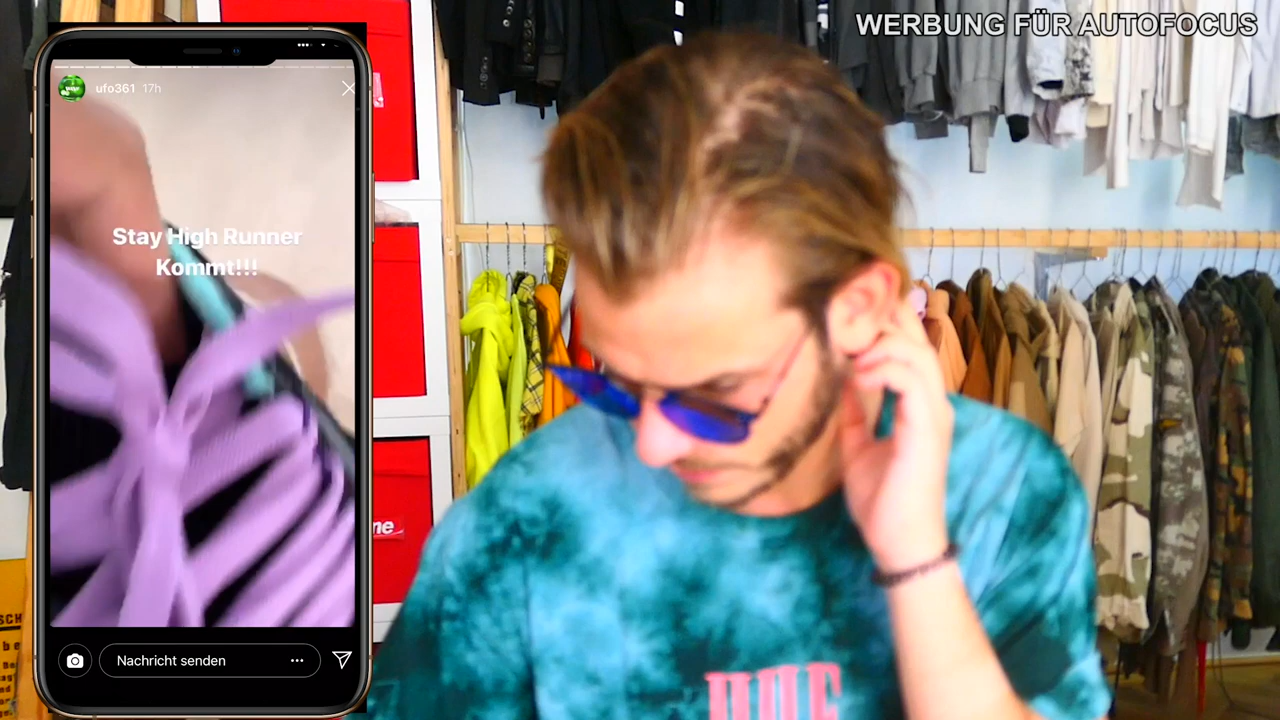 WERBUNG FÜR AUTOFOCUS
ufo361 17h
Stay High Runner
Kommt!!!
Nachricht senden